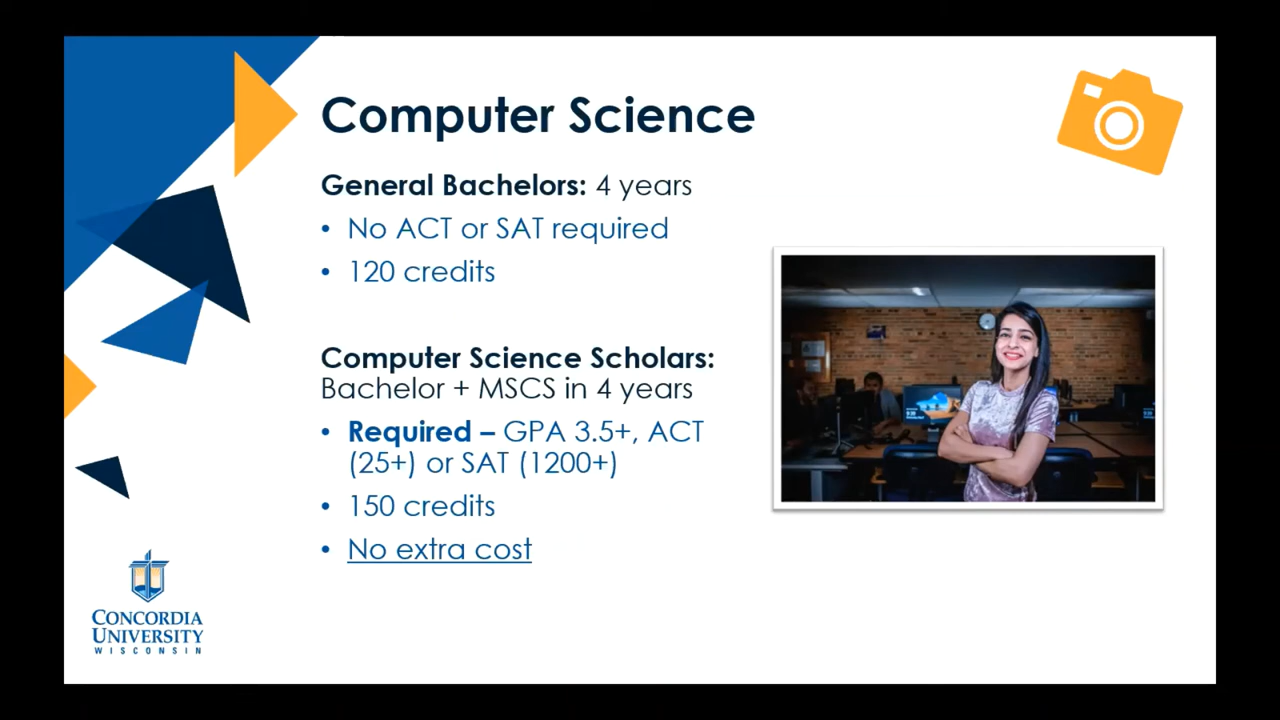 Computer Science
General Bachelors: 4 years
• No ACT or SAT required
• 120 credits
Computer Science Scholars:
Bachelor + MSCS in 4 years
• Required – GPA 3.5+, ACT
(25+) or SAT (1200+)
• 150 credits
• No extra cost
CONCORDIA
UNIVERSITY
WISCONSIN